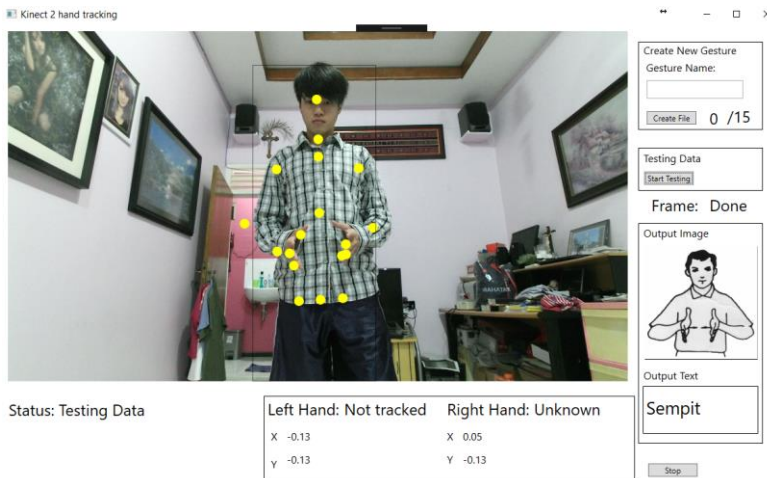 Kinect 2 hand tracking
Create New Gesture
Gesture Name:
Create File 0 /15
Testing Data
Start Testing
Frame: Done
Output Image
Output Text
Sempit
Status: Testing Data
Left Hand: Not tracked Right Hand: Unknown
X -0.13 X 0.05
Y -0.13 Y -0.13
Stop